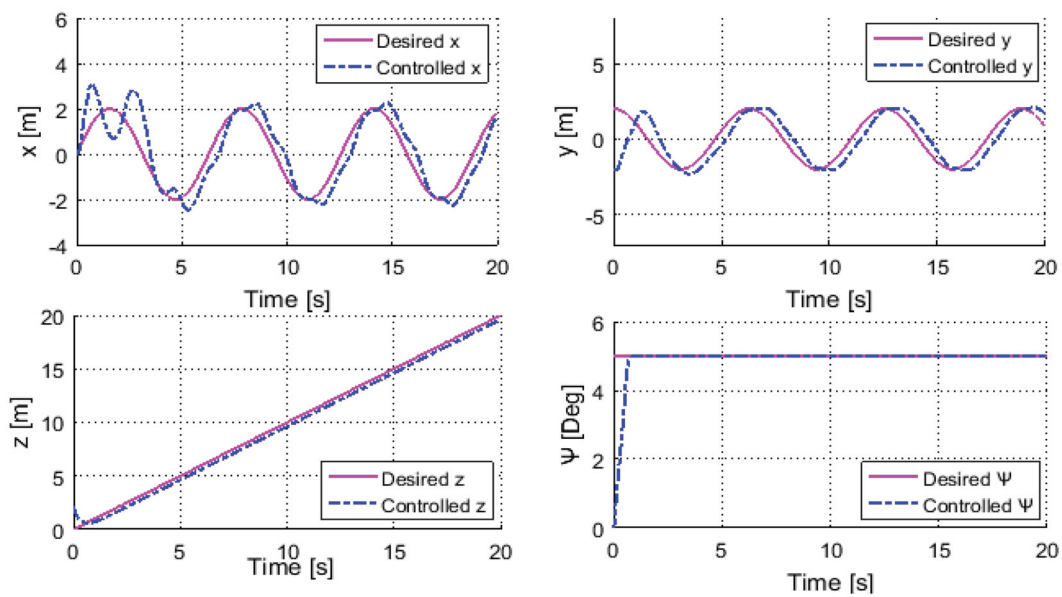 6
4
2
0
-2
-4
x [m]
Desired x
Controlled x
0
5
10
15
20
Time [s]
5
0
-5
y [m]
Desired y
Controlled y
0
5
10
15
20
Time [s]
20
15
10
5
0
z [m]
Desired z
Controlled z
0
5
10
15
20
Time [s]
6
4
2
0
Ψ [Deg]
Desired Ψ
Controlled Ψ
0
5
10
15
20
Time [s]